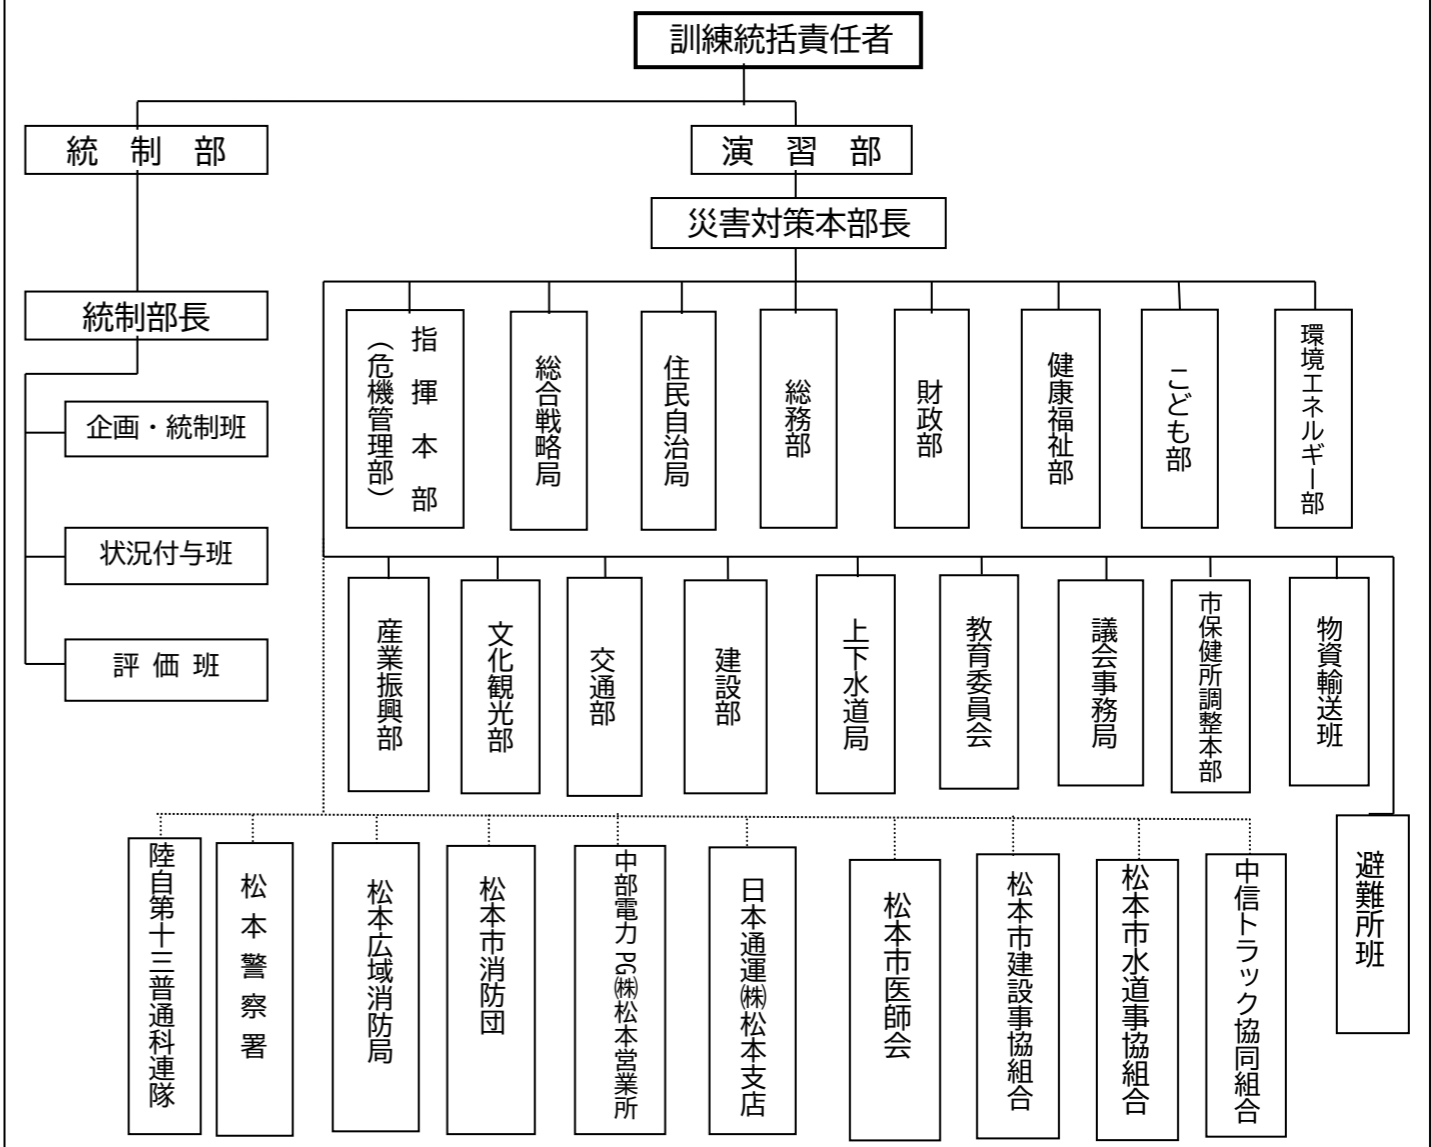 訓練統括責任者
統 制 部
演 習 部
災害対策本部長
統制部長
企画・統制班
状況付与班
評 価 班
指 揮 本 部
(危機管理部)
総合戦略局
住民自治局
総務部
財政部
健康福祉部
こども部
環境エネルギー部
産業振興部
文化観光部
交通部
建設部
上下水道局
教育委員会
議会事務局
市保健所調整本部
物資輸送班
陸自第十三普通科連隊
松本警察署
松本広域消防局
松本市消防団
中部電力PG㈱松本営業所
日本通運㈱松本支店
松本市医師会
松本市建設事協組合
松本市水道事協組合
中信トラック協同組合
避難所班